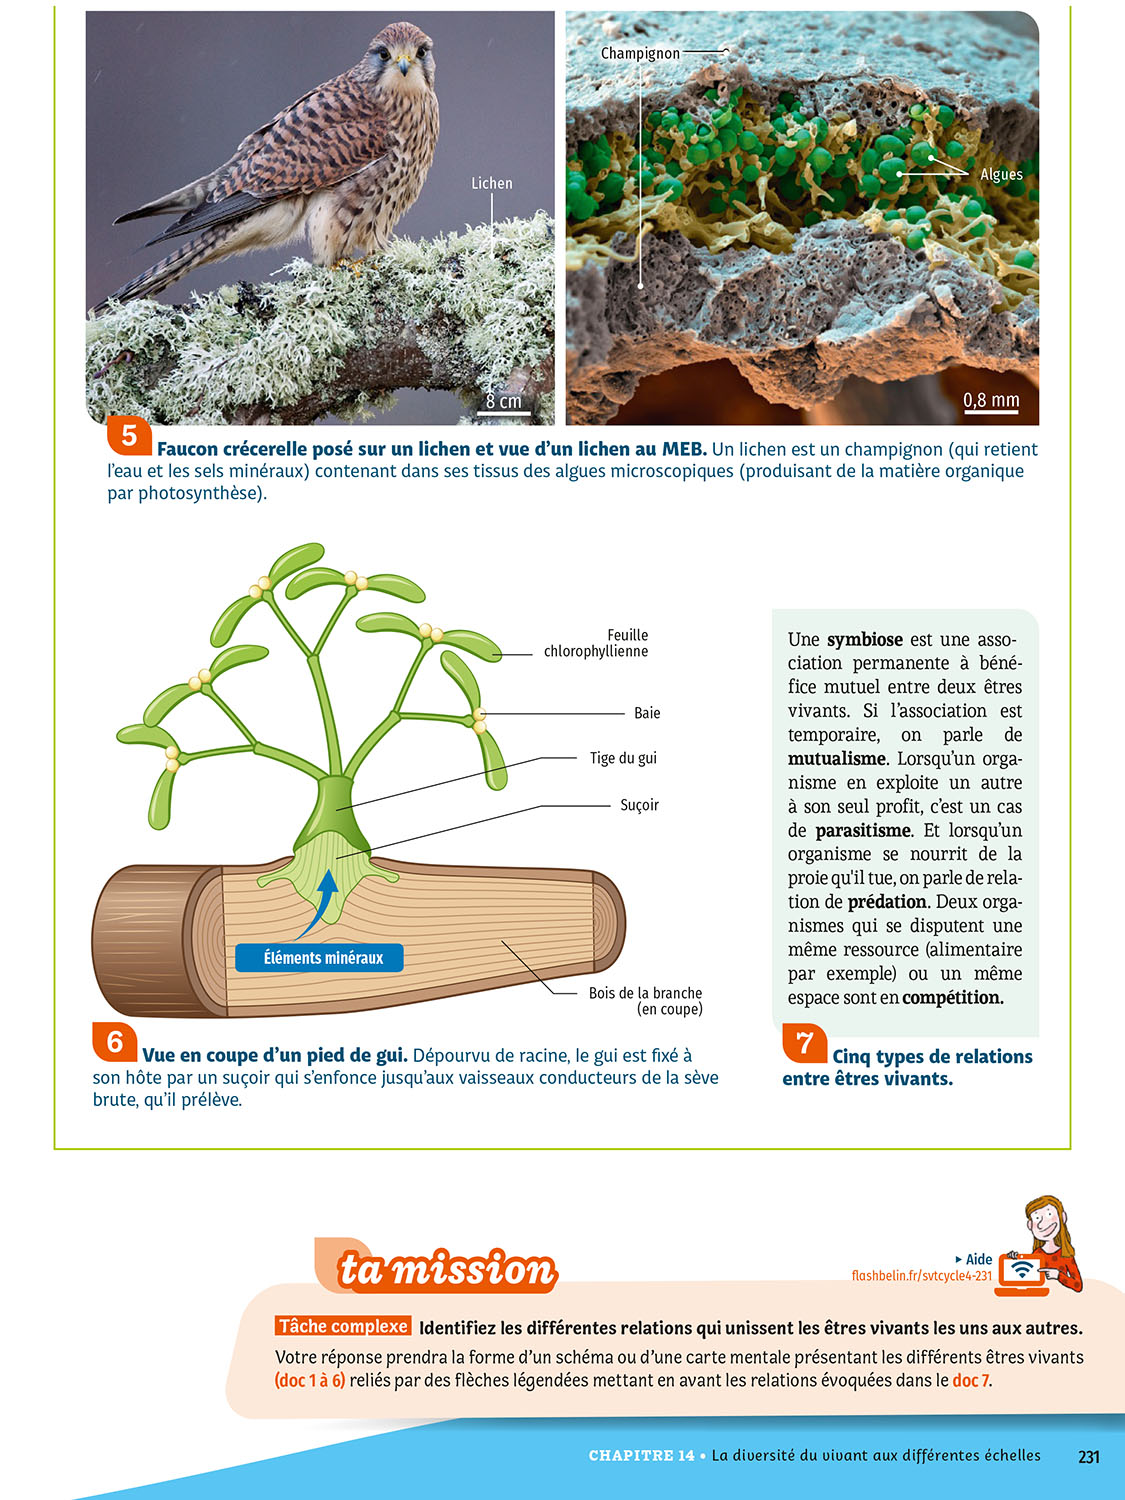 Lichen
8 cm
Champignon
Algues
0,8 mm
5 Faucon crécerelle posé sur un lichen et vue d’un lichen au MEB. Un lichen est un champignon (qui retient
l’eau et les sels minéraux) contenant dans ses tissus des algues microscopiques (produisant de la matière organique
par photosynthèse).
Feuille
chlorophyllienne
Baie
Tige du gui
Suçoir
Éléments minéraux
Bois de la branche
(en coupe)
6 Vue en coupe d’un pied de gui. Dépourvu de racine, le gui est fixé à
son hôte par un suçoir qui s’enfonce jusqu’aux vaisseaux conducteurs de la sève
brute, qu’il prélève.
Une symbiose est une asso-
ciation permanente à béné-
fice mutuel entre deux êtres
vivants. Si l’association est
temporaire, on parle de
mutualisme. Lorsqu’un orga-
nisme en exploite un autre
à son seul profit, c’est un cas
de parasitisme. Et lorsqu’un
organisme se nourrit de la
proie qu'il tue, on parle de rela-
tion de prédation. Deux orga-
nismes qui se disputent une
même ressource (alimentaire
par exemple) ou un même
espace sont en compétition.
7 Cinq types de relations
entre êtres vivants.
ta mission
▸ Aide
flashbelin.fr/svtcycle4-231
Tâche complexe Identifiez les différentes relations qui unissent les êtres vivants les uns aux autres.
Votre réponse prendra la forme d’un schéma ou d’une carte mentale présentant les différents êtres vivants
(doc 1 à 6) reliés par des flèches légendées mettant en avant les relations évoquées dans le doc 7.
CHAPITRE 14 • La diversité du vivant aux différentes échelles 231